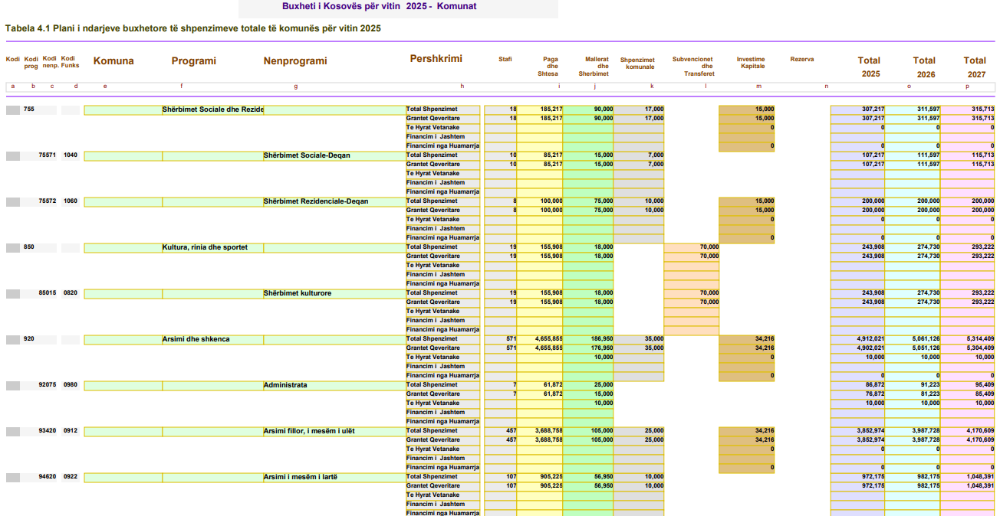 Buxheti i Kosovës për vitin 2025 - Komunat
Tabela 4.1 Plani i ndarjeve buxhetore të shpenzimeve totale të komunës për vitin 2025
Kodi Kodi prog Kodi nenp. Kodi Funks Komuna Programi Nenprogrami Pershkrimi Stafi Paga dhe Shtesa Mallerat dhe Sherbimet Shpenzimet komunale Subvencionet dhe Transferet Investime Kapitale Rezerva Total 2025 Total 2026 Total 2027
a b c d e f g h i j k l m n o p
755 Shërbimet Sociale dhe Rezide Total Shpenzimet 18 185,217 90,000 17,000 15,000 307,217 311,597 315,713
Grantet Qeveritare 18 185,217 90,000 17,000 15,000 307,217 311,597 315,713
Te Hyrat Vetanake 0 0 0 0
Financim i Jashtem
Financimi nga Huamarrja 0 0 0 0
75571 1040 Shërbimet Sociale-Deqan Total Shpenzimet 10 85,217 15,000 7,000 107,217 111,597 115,713
Grantet Qeveritare 10 85,217 15,000 7,000 107,217 111,597 115,713
Te Hyrat Vetanake
Financim i Jashtem
Financimi nga Huamarrja
75572 1060 Shërbimet Rezidenciale-Deqan Total Shpenzimet 8 100,000 75,000 10,000 15,000 200,000 200,000 200,000
Grantet Qeveritare 8 100,000 75,000 10,000 15,000 200,000 200,000 200,000
Te Hyrat Vetanake 0 0 0 0
Financim i Jashtem
Financimi nga Huamarrja 0 0 0 0
850 Kultura, rinia dhe sportet Total Shpenzimet 19 155,908 18,000 70,000 243,908 274,730 293,222
Grantet Qeveritare 19 155,908 18,000 70,000 243,908 274,730 293,222
Te Hyrat Vetanake
Financim i Jashtem
Financimi nga Huamarrja
85015 0820 Shërbimet kulturore Total Shpenzimet 19 155,908 18,000 70,000 243,908 274,730 293,222
Grantet Qeveritare 19 155,908 18,000 70,000 243,908 274,730 293,222
Te Hyrat Vetanake
Financim i Jashtem
Financimi nga Huamarrja
920 Arsimi dhe shkenca Total Shpenzimet 571 4,655,855 186,950 35,000 34,216 4,912,021 5,061,126 5,314,409
Grantet Qeveritare 571 4,655,855 176,950 35,000 34,216 4,902,021 5,051,126 5,304,409
Te Hyrat Vetanake 10,000 0 10,000 10,000 10,000
Financim i Jashtem
Financimi nga Huamarrja 0 0 0 0
92075 0980 Administrata Total Shpenzimet 7 61,872 25,000 86,872 91,223 95,409
Grantet Qeveritare 7 61,872 15,000 76,872 81,223 85,409
Te Hyrat Vetanake 10,000 10,000 10,000 10,000
Financim i Jashtem
Financimi nga Huamarrja
93420 0912 Arsimi fillor, i mesëm i ulët Total Shpenzimet 457 3,688,758 105,000 25,000 34,216 3,852,974 3,987,728 4,170,609
Grantet Qeveritare 457 3,688,758 105,000 25,000 34,216 3,852,974 3,987,728 4,170,609
Te Hyrat Vetanake 0 0 0 0
Financim i Jashtem
Financimi nga Huamarrja 0 0 0 0
94620 0922 Arsimi i mesëm i lartë Total Shpenzimet 107 905,225 56,950 10,000 972,175 982,175 1,048,391
Grantet Qeveritare 107 905,225 56,950 10,000 972,175 982,175 1,048,391
Te Hyrat Vetanake
Financim i Jashtem
Financimi nga Huamarrja